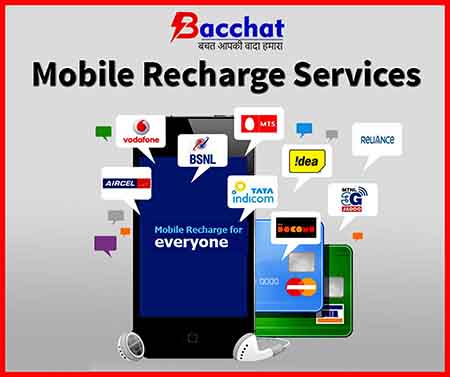 Bacchat
बचत आपकी वादा हमारा
Mobile Recharge Services
vodafone
BSNL
MTS
!dea
RELIANCE
AIRCEL
TATA
indicom
MTNL
3G
JADOO
Mobile Recharge for
everyone
DOCOMO